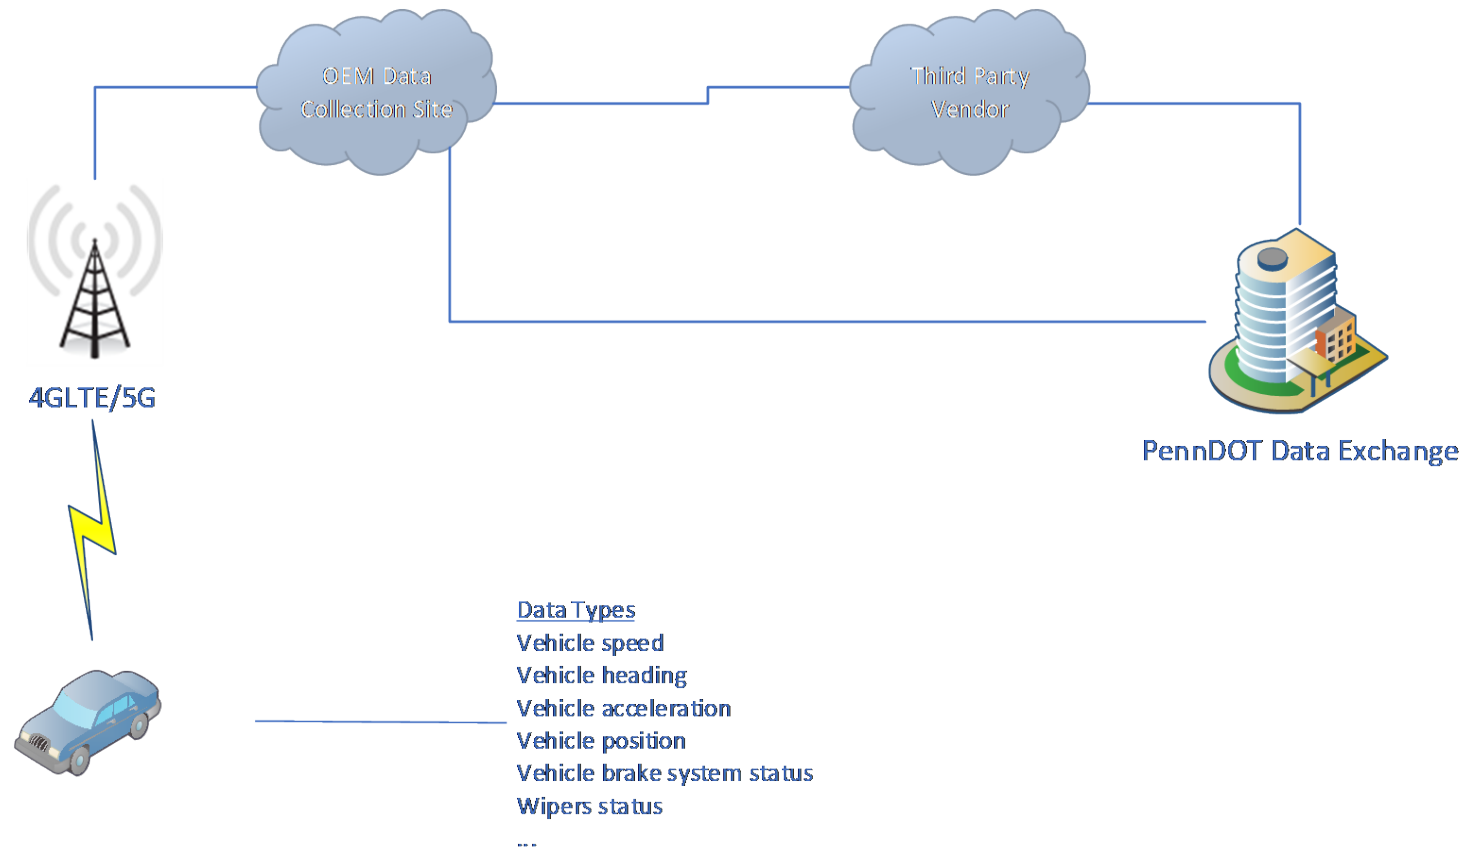 OEM Data
Collection Site
Third Party
Vendor
4GLTE/5G
PennDOT Data Exchange
Data Types
Vehicle speed
Vehicle heading
Vehicle acceleration
Vehicle position
Vehicle brake system status
Wipers status
...